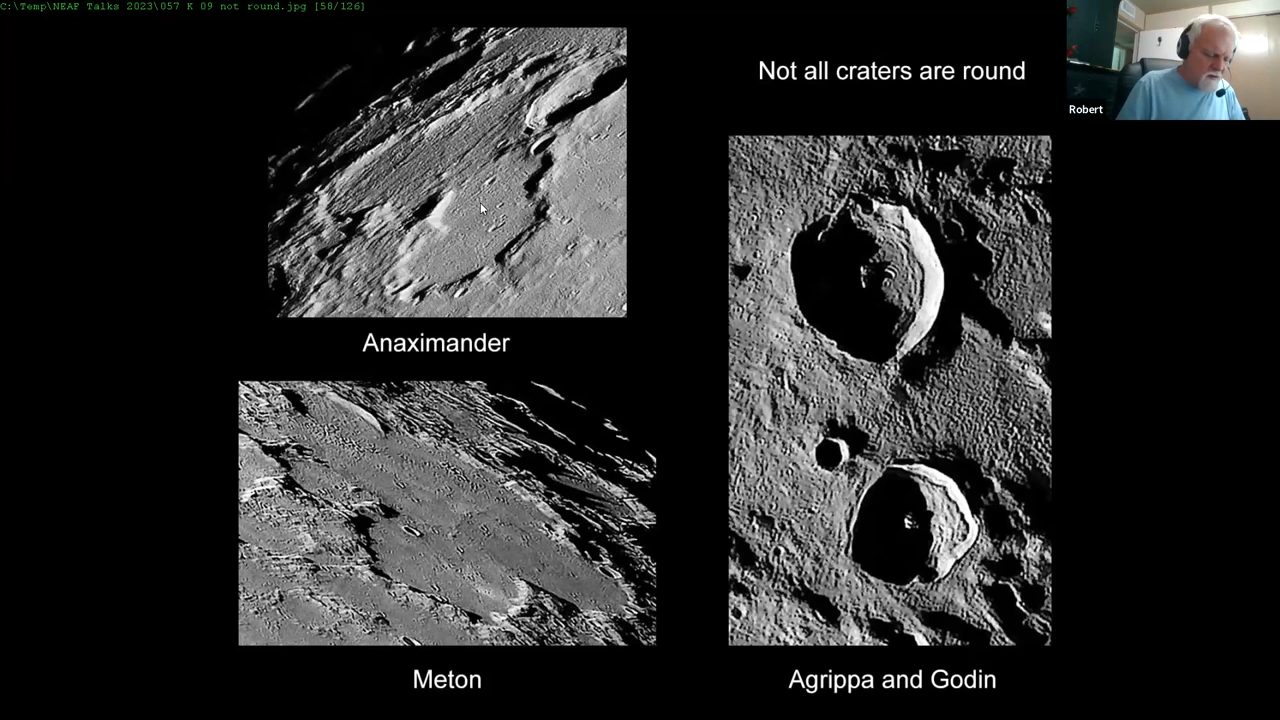 C:\Temp\NEAF Talks 2023\057 K 09 not round.jpg [58/126]
Not all craters are round
Robert
Anaximander
Meton
Agrippa and Godin